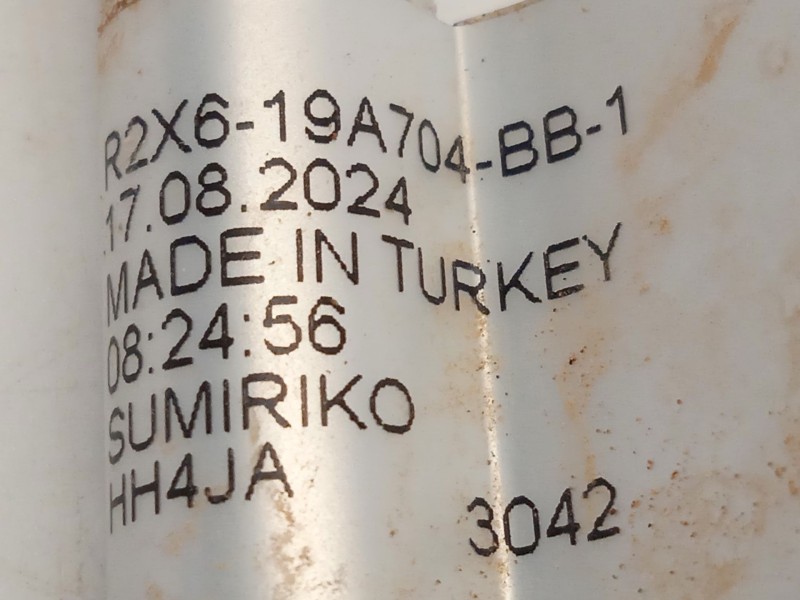 R2X6-19A704-BB-1
17.08.2024
MADE IN TURKEY
08:24:56
SUMIRIKO
HH4JA
3042